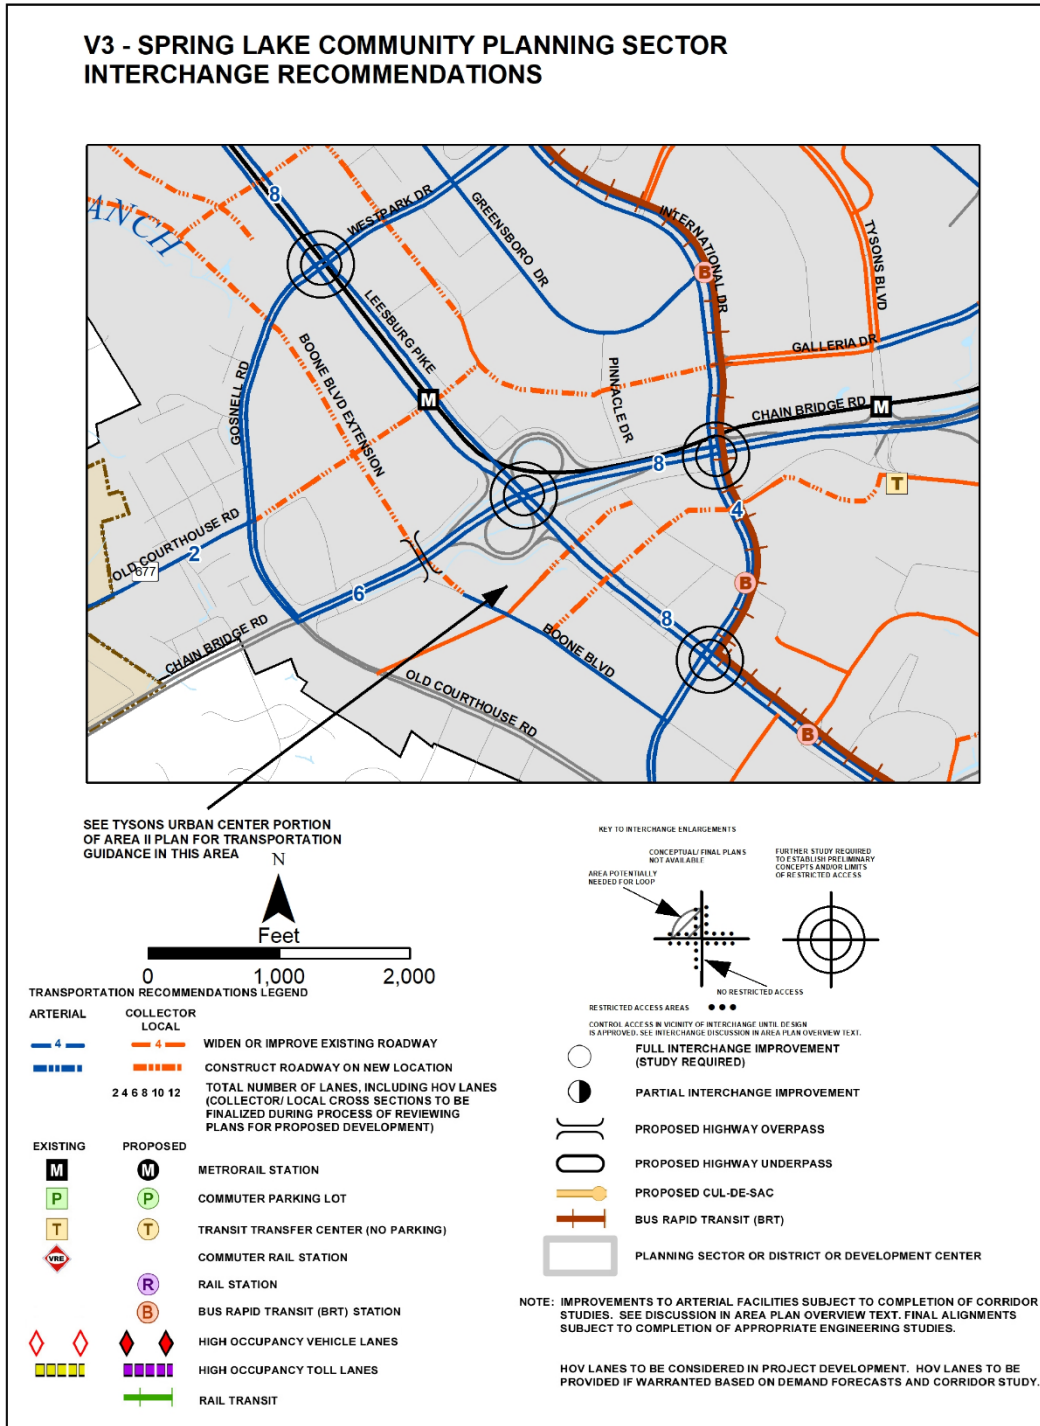 V3 - SPRING LAKE COMMUNITY PLANNING SECTOR
INTERCHANGE RECOMMENDATIONS
8
ANCH
WESTPARK DR
GREENSBORO DR
INTERNATIONAL DR
TYSONS BLVD
B
LEESBURG PIKE
GOSNELL RD
BOONE BLVD EXTENSION
PINNACLE DR
GALLERIA DR
M
CHAIN BRIDGE RD
M
8
T
4
OLD COURTHOUSE RD
2
677
6
B
8
BOONE BLVD
CHAIN BRIDGE RD
OLD COURTHOUSE RD
B
SEE TYSONS URBAN CENTER PORTION
OF AREA II PLAN FOR TRANSPORTATION
GUIDANCE IN THIS AREA
N
Feet
0 1,000 2,000
KEY TO INTERCHANGE ENLARGEMENTS
CONCEPTUAL/ FINAL PLANS
NOT AVAILABLE
AREA POTENTIALLY
NEEDED FOR LOOP
FURTHER STUDY REQUIRED
TO ESTABLISH PRELIMINARY
CONCEPTS AND/OR LIMITS
OF RESTRICTED ACCESS
NO RESTRICTED ACCESS
RESTRICTED ACCESS AREAS
CONTROL ACCESS IN VICINITY OF INTERCHANGE UNTIL DESIGN
IS APPROVED. SEE INTERCHANGE DISCUSSION IN AREA PLAN OVERVIEW TEXT.
TRANSPORTATION RECOMMENDATIONS LEGEND
ARTERIAL COLLECTOR
LOCAL
4 4 WIDEN OR IMPROVE EXISTING ROADWAY
CONSTRUCT ROADWAY ON NEW LOCATION
2 4 6 8 10 12 TOTAL NUMBER OF LANES, INCLUDING HOV LANES
(COLLECTOR/ LOCAL CROSS SECTIONS TO BE
FINALIZED DURING PROCESS OF REVIEWING
PLANS FOR PROPOSED DEVELOPMENT)
EXISTING PROPOSED
M M METRORAIL STATION
P P COMMUTER PARKING LOT
T T TRANSIT TRANSFER CENTER (NO PARKING)
VRE COMMUTER RAIL STATION
R RAIL STATION
B BUS RAPID TRANSIT (BRT) STATION
HIGH OCCUPANCY VEHICLE LANES
HIGH OCCUPANCY TOLL LANES
RAIL TRANSIT
FULL INTERCHANGE IMPROVEMENT
(STUDY REQUIRED)
PARTIAL INTERCHANGE IMPROVEMENT
PROPOSED HIGHWAY OVERPASS
PROPOSED HIGHWAY UNDERPASS
PROPOSED CUL-DE-SAC
BUS RAPID TRANSIT (BRT)
PLANNING SECTOR OR DISTRICT OR DEVELOPMENT CENTER
NOTE: IMPROVEMENTS TO ARTERIAL FACILITIES SUBJECT TO COMPLETION OF CORRIDOR
STUDIES. SEE DISCUSSION IN AREA PLAN OVERVIEW TEXT. FINAL ALIGNMENTS
SUBJECT TO COMPLETION OF APPROPRIATE ENGINEERING STUDIES.
HOV LANES TO BE CONSIDERED IN PROJECT DEVELOPMENT. HOV LANES TO BE
PROVIDED IF WARRANTED BASED ON DEMAND FORECASTS AND CORRIDOR STUDY.